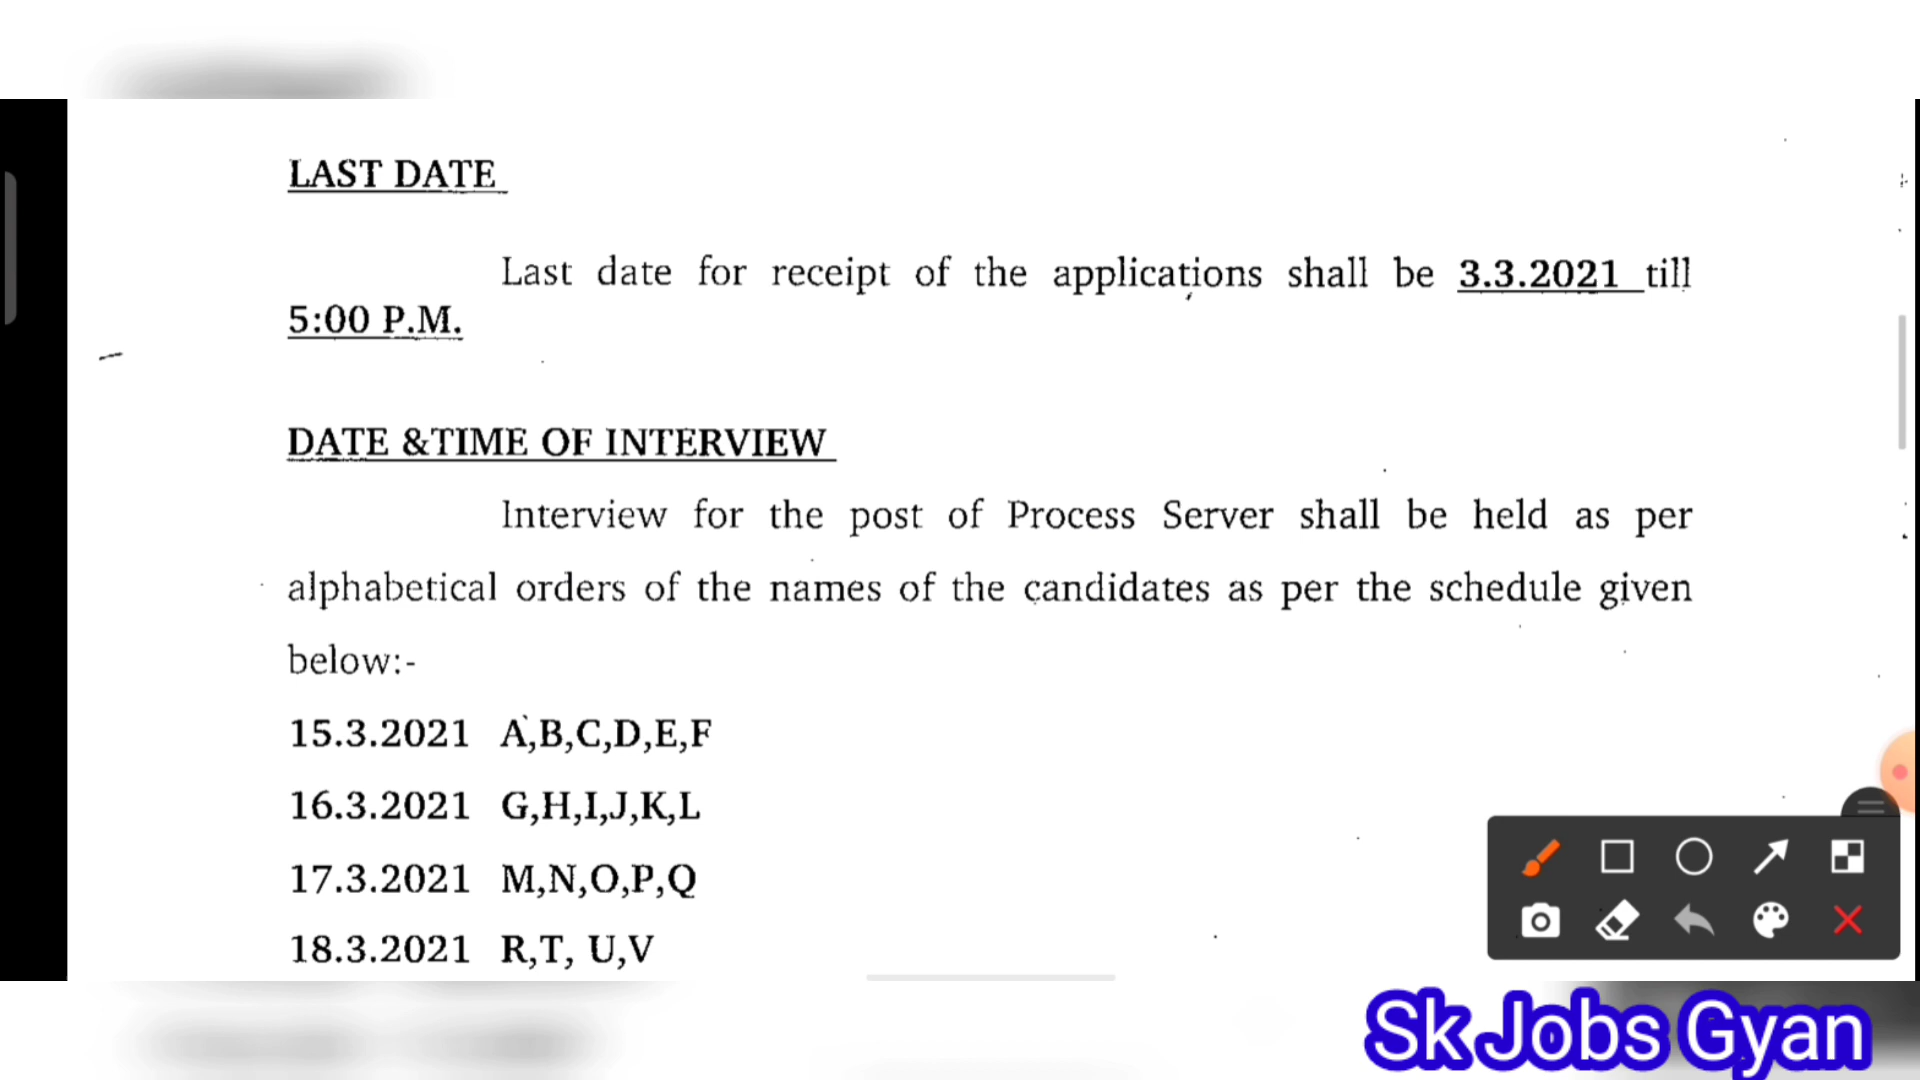 LAST DATE
Last date for receipt of the applications shall be 3.3.2021 till
5:00 P.M.
DATE &TIME OF INTERVIEW
Interview for the post of Process Server shall be held as per
alphabetical orders of the names of the candidates as per the schedule given
below:-
15.3.2021 A,B,C,D,E,F
16.3.2021 G,H,I,J,K,L
17.3.2021 M,N,O,P,Q
18.3.2021 R,T, U,V
Sk Jobs Gyan